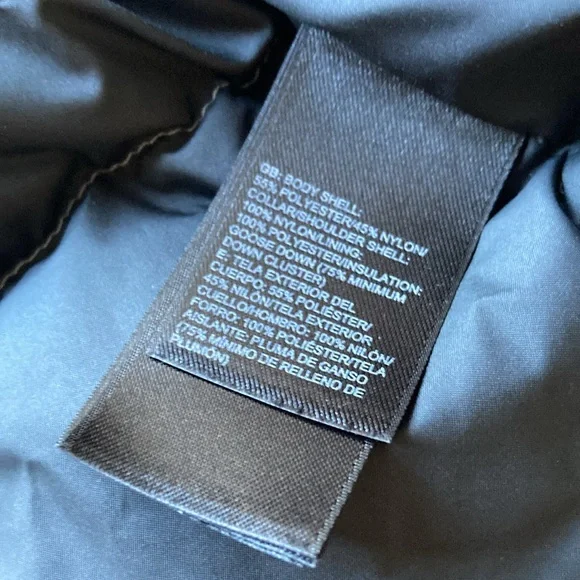 GB: BODY SHELL:
55% POLYESTER/45% NYLON/
COLLAR/SHOULDER SHELL:
100% NYLON/LINING:
100% POLYESTER/INSULATION:
GOOSE DOWN (75% MINIMUM
DOWN CLUSTER)
E: TELA EXTERIOR DEL
CUERPO: 55% POLIÉSTER/
45% NILÓN/TELA EXTERIOR
CUELLO/HOMBRO: 100% NILÓN/
FORRO: 100% POLIÉSTER/TELA
AISLANTE: PLUMA DE GANSO
(75% MÍNIMO DE RELLENO DE
PLUMIÓN)